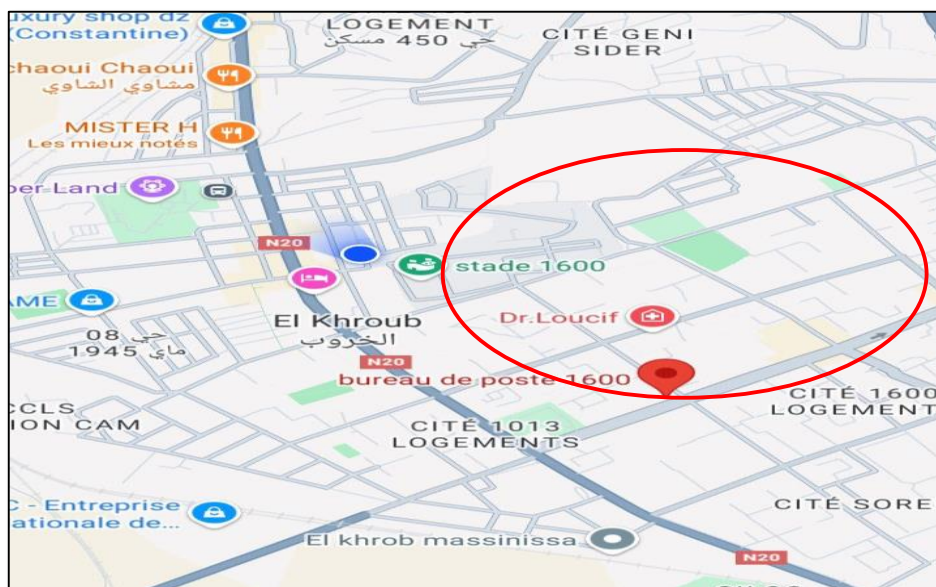 uxury shop dz
(Constantine)
LOGEMENT
حي 450 مسكن
CITÉ GENI
SIDER
chaoui Chaoui
مشاوي الشاوي
MISTER H
Les mieux notés
per Land
N20
stade 1600
AME
08 حي
ماي 1945
El Khroub
الخروب
Dr.Loucif
N20
bureau de poste 1600
CITÉ 1600
LOGEMENT
CCLS
ION CAM
CITÉ 1013
LOGEMENTS
C - Entreprise
ationale de...
CITÉ SORE
El khrob massinissa
N20